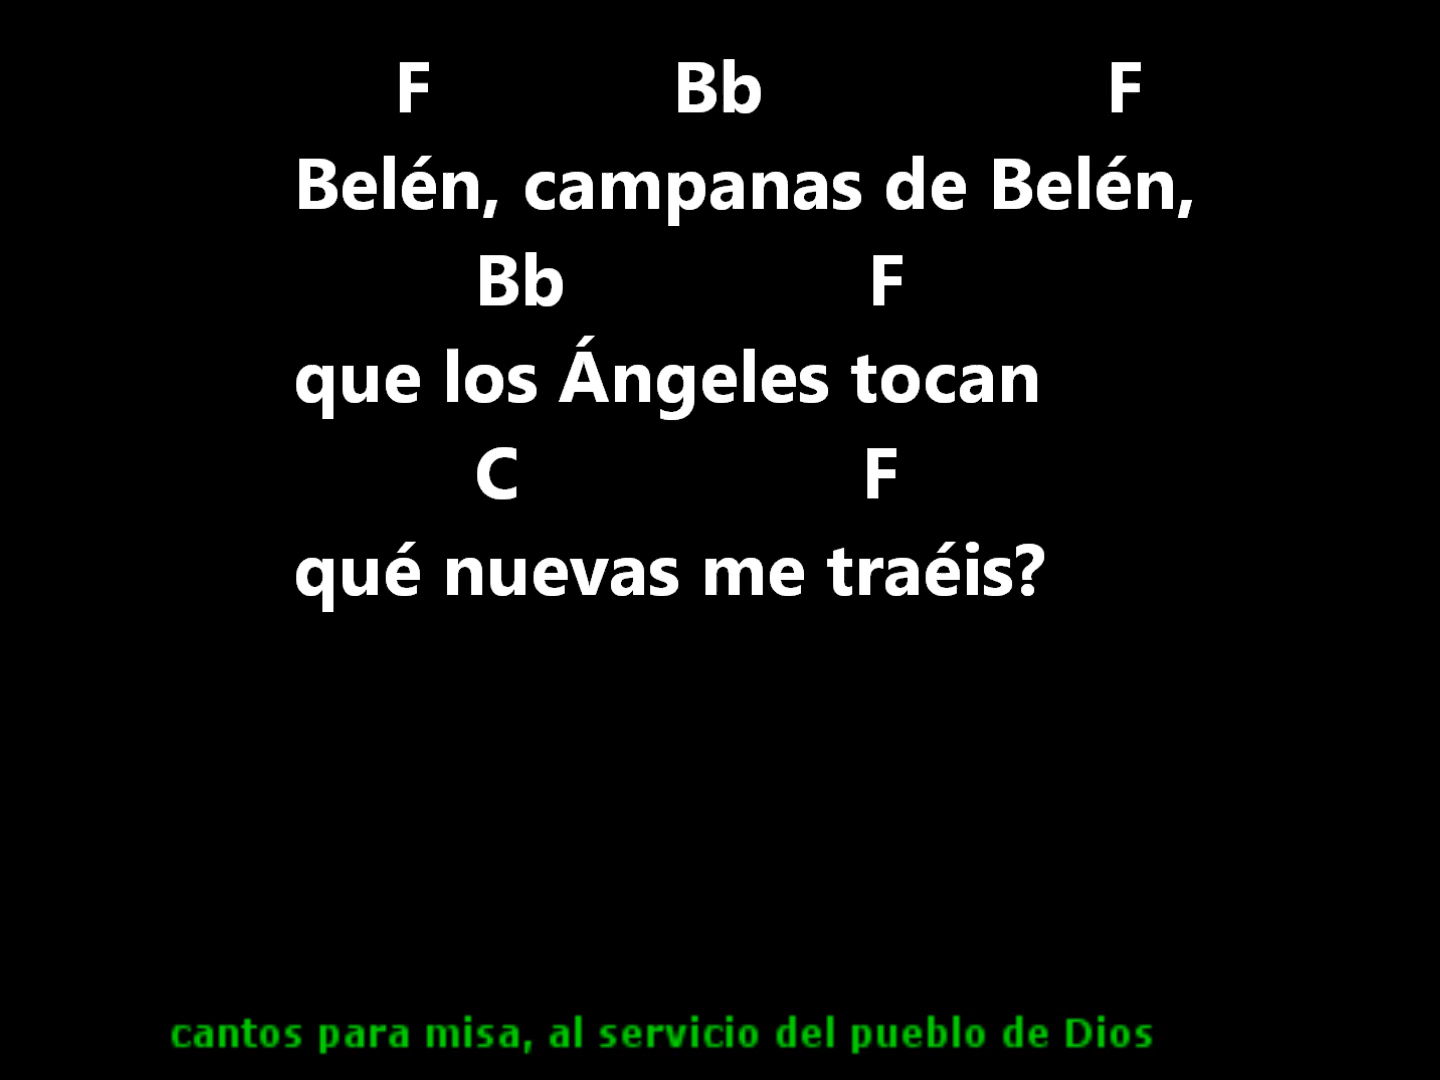 F Bb F
Belén, campanas de Belén,
Bb F
que los Ángeles tocan
C F
qué nuevas me traéis?
cantos para misa, al servicio del pueblo de Dios